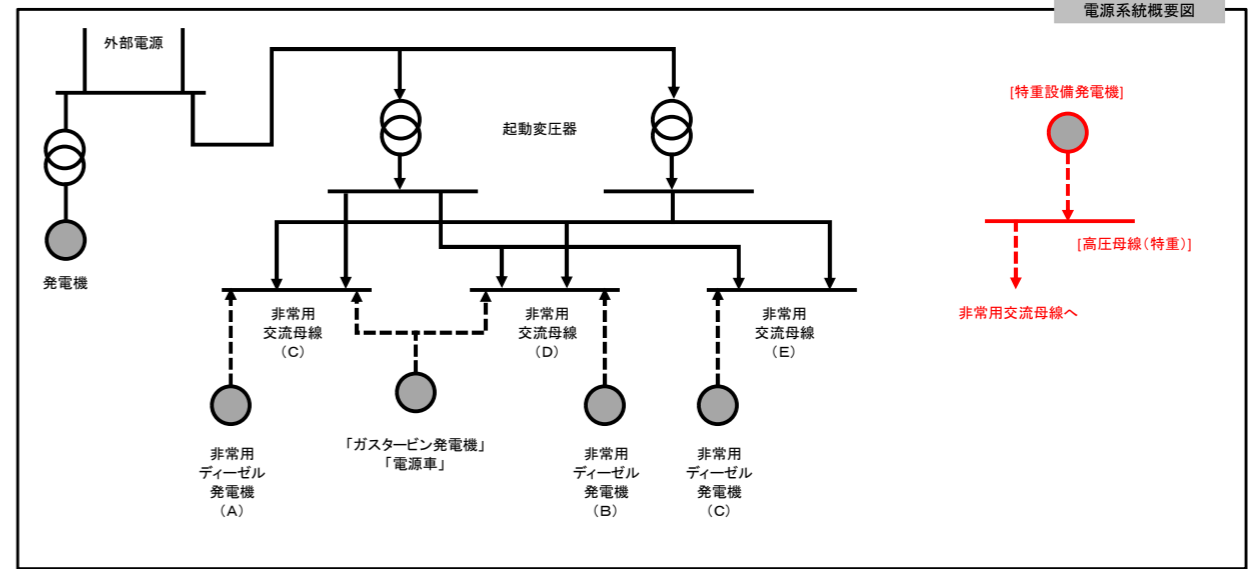 電源系統概要図
外部電源
[特重設備発電機]
起動変圧器
[高圧母線(特重)]
発電機
非常用
交流母線
(C)
非常用
交流母線
(D)
非常用
交流母線
(E)
非常用交流母線へ
「ガスタービン発電機」
「電源車」
非常用
ディーゼル
発電機
(A)
非常用
ディーゼル
発電機
(B)
非常用
ディーゼル
発電機
(C)